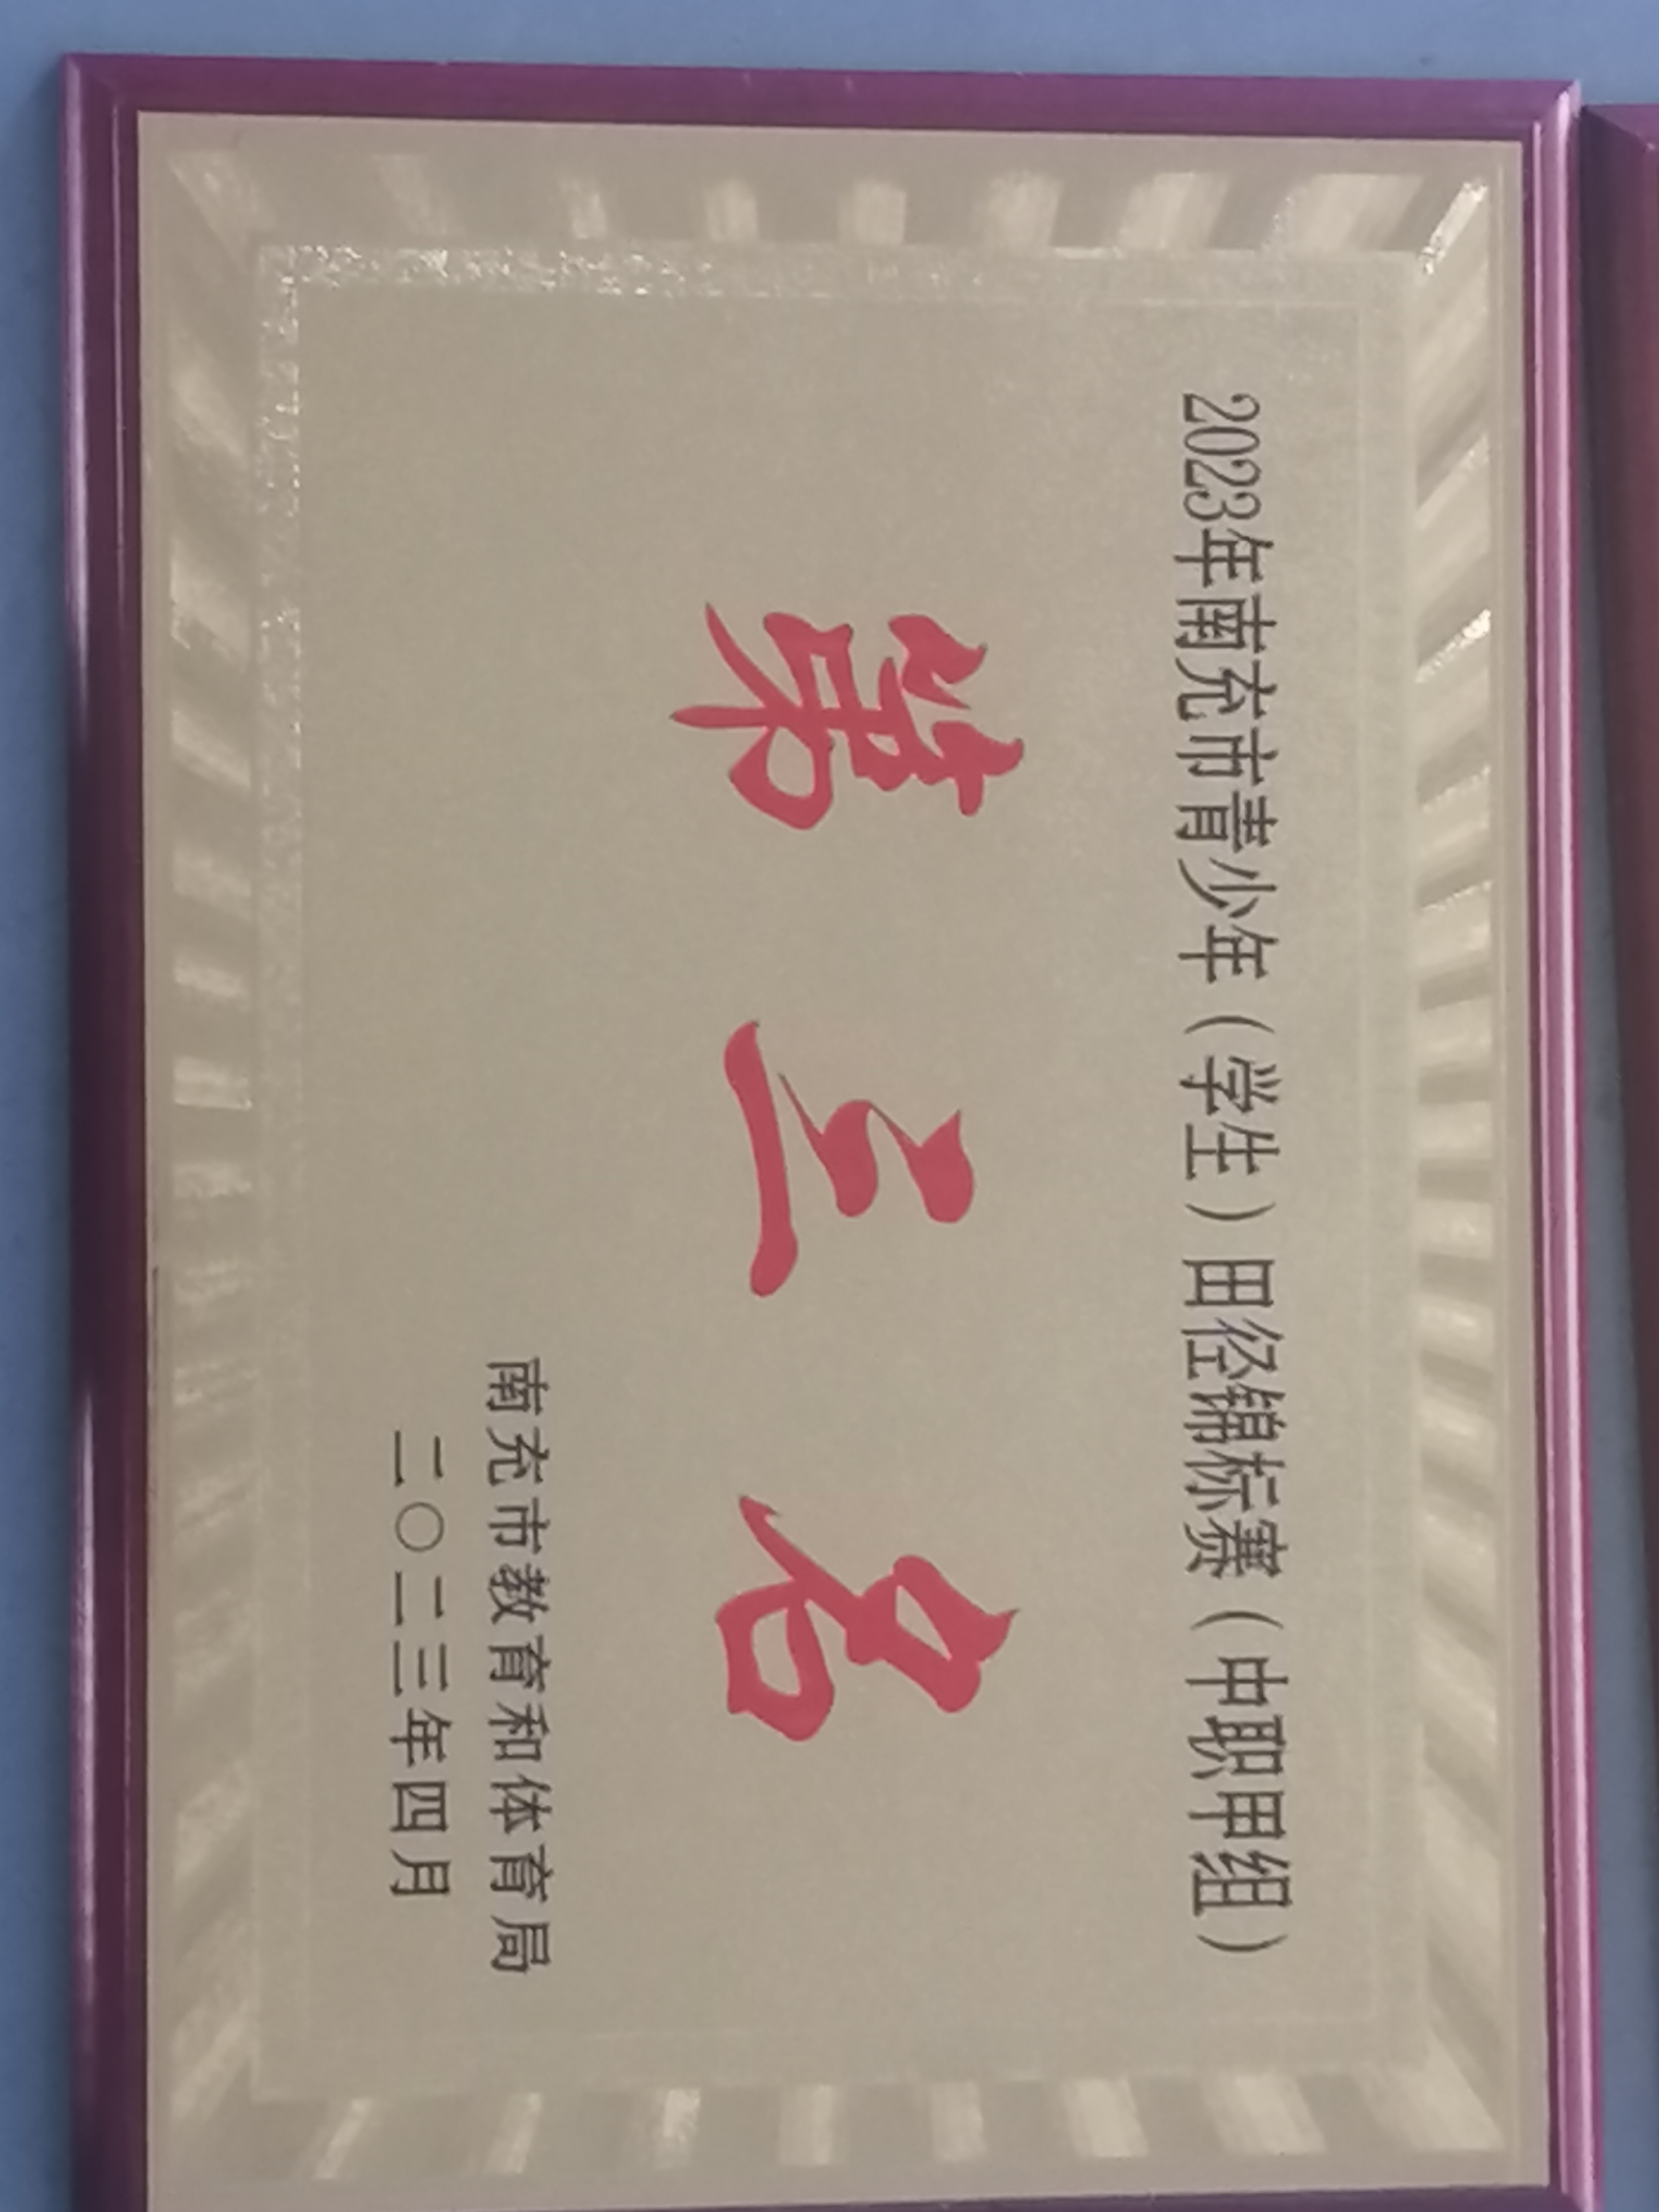 2023年南充市青少年（学生）田径锦标赛（中职甲组）
第三名
南充市教育和体育局
二〇二三年四月